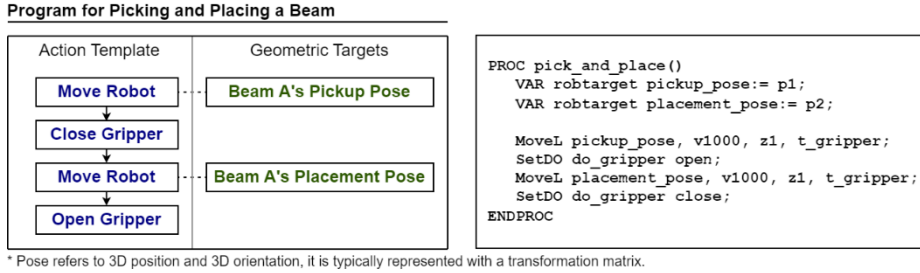 Program for Picking and Placing a Beam
Action Template
Geometric Targets
Move Robot
Beam A's Pickup Pose
Close Gripper
Move Robot
Beam A's Placement Pose
Open Gripper
PROC pick_and_place()
VAR robtarget pickup_pose:= p1;
VAR robtarget placement_pose:= p2;
MoveL pickup_pose, v1000, z1, t_gripper;
SetDO do_gripper open;
MoveL placement_pose, v1000, z1, t_gripper;
SetDO do_gripper close;
ENDPROC
* Pose refers to 3D position and 3D orientation, it is typically represented with a transformation matrix.